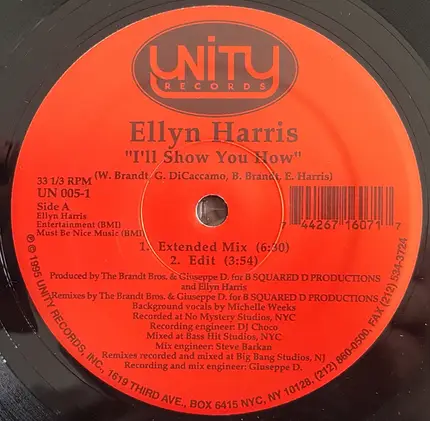 UNITY
RECORDS
Ellyn Harris
"I'll Show You How"
(W. Brandt, G. DiCaccamo, B. Brandt, E. Harris)
33 1/3 RPM
UN 005-1
Side A
Ellyn Harris
Entertainment (BMI)
Must Be Nice Music (BMI)
7 44267 16071 7
1. Extended Mix (6:30)
2. Edit (3:54)
Produced by The Brandt Bros. & Giuseppe D. for B SQUARED D PRODUCTIONS
and Ellyn Harris
Remixes by The Brandt Bros. & Giuseppe D. for B SQUARED D PRODUCTIONS
Background vocals by Michelle Weeks
Recorded at No Mystery Studios, NYC
Recording engineer: DJ Choco
Mixed at Bass Hit Studios, NYC
Mix engineer: Steve Barkan
Remixes recorded and mixed at Big Bang Studios, NJ
Recording and mix engineer: Giuseppe D.
℗ © 1995 UNITY RECORDS, INC., 1619 THIRD AVE., BOX 6415 NYC, NY 10128, (212) 860-0500, FAX (212) 534-3724